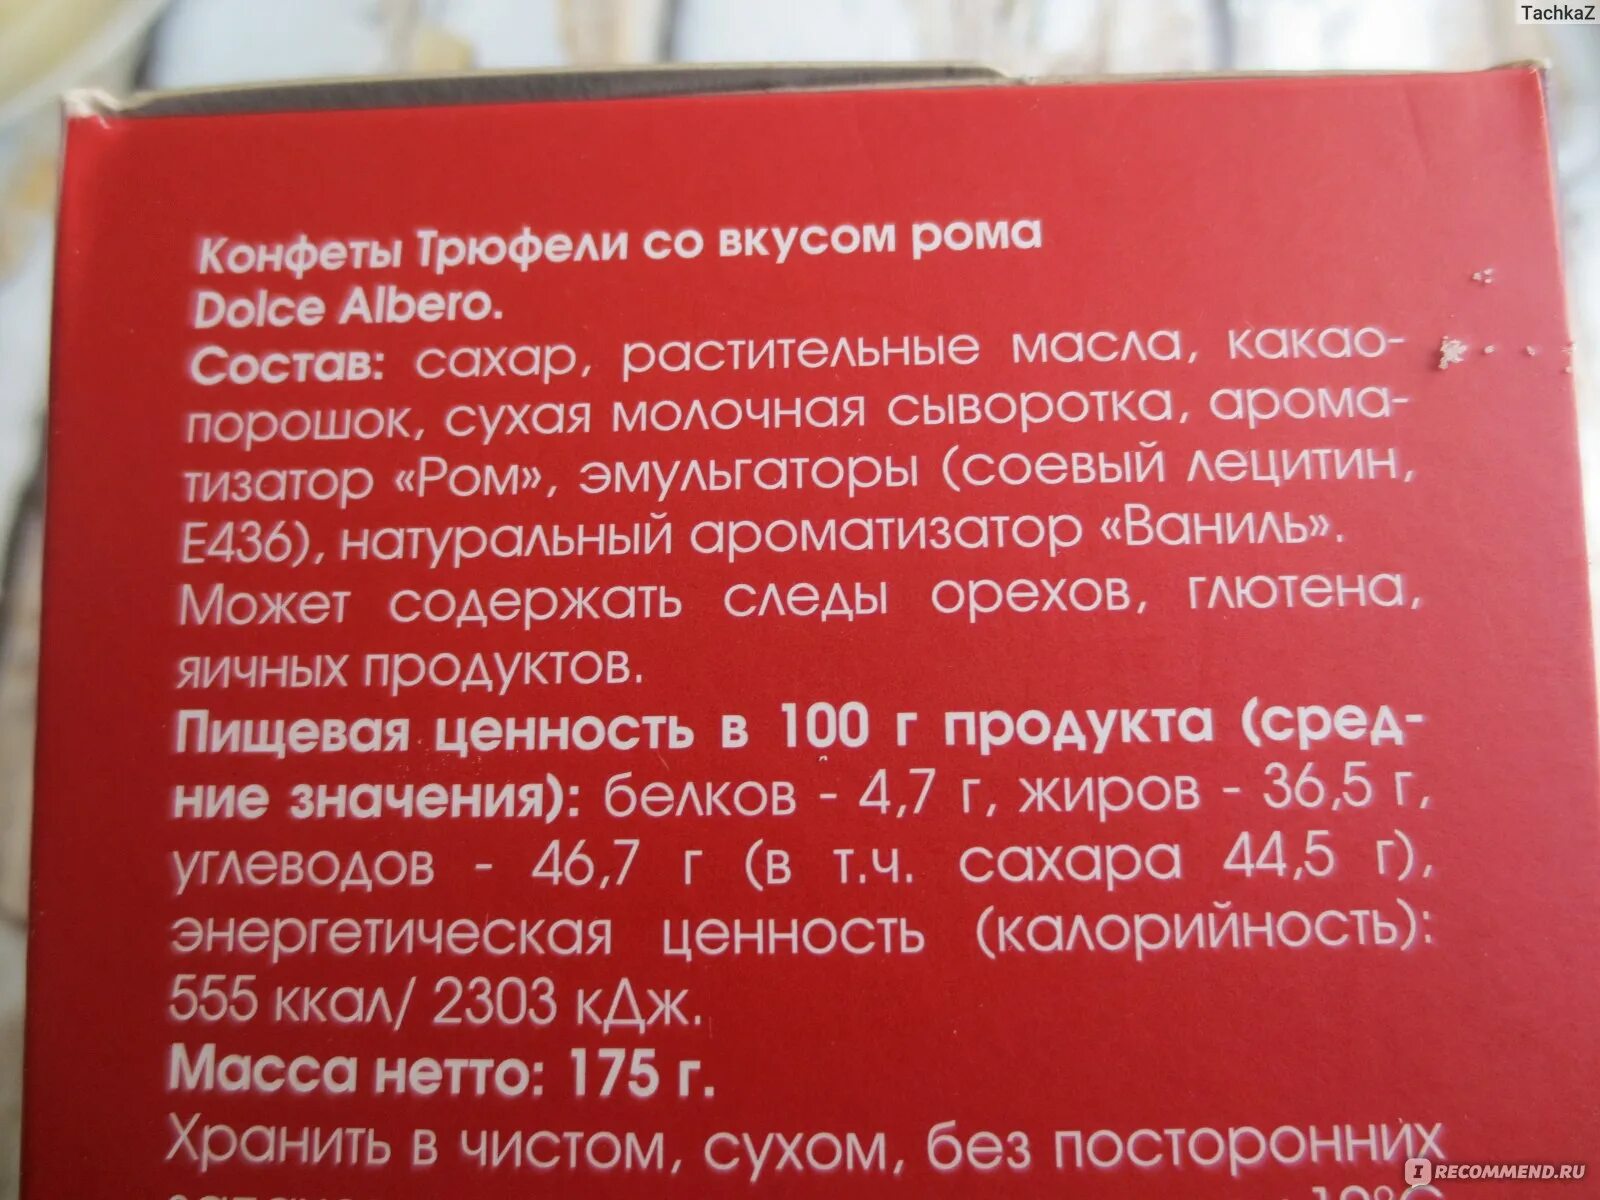 TachkaZ
Конфеты Трюфели со вкусом рома
Dolce Albero.
Состав: сахар, растительные масла, какао-
порошок, сухая молочная сыворотка, арома-
тизатор «Ром», эмульгаторы (соевый лецитин,
Е436), натуральный ароматизатор «Ваниль».
Может содержать следы орехов, глютена,
яичных продуктов.
Пищевая ценность в 100 г продукта (сред-
ние значения): белков - 4,7 г, жиров - 36,5 г,
углеводов - 46,7 г (в т.ч. сахара 44,5 г),
энергетическая ценность (калорийность):
555 ккал/ 2303 кДж.
Масса нетто: 175 г.
Хранить в чистом, сухом, без посторонних
IRECOMMEND.RU